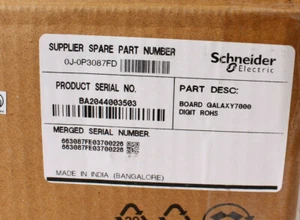 SUPPLIER SPARE PART NUMBER
0J-0P3087FD
Schneider
Electric
PRODUCT SERIAL NO.
BA2044003503
PART DESC:
BOARD GALAXY7000
DIGIT ROHS
MERGED SERIAL NUMBER.
663087FE03700226
663087FE03700226
MADE IN INDIA (BANGALORE)